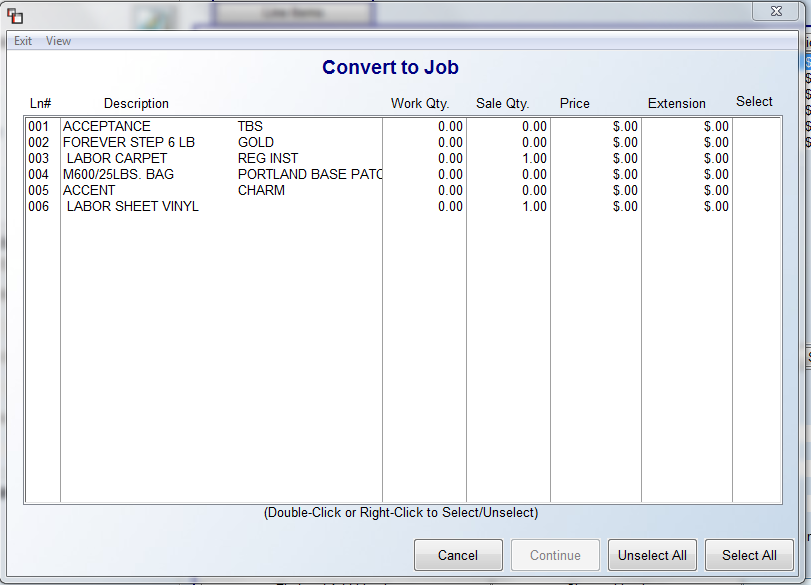 Exit View
Convert to Job
Ln# Description Work Qty. Sale Qty. Price Extension Select
001 ACCEPTANCE TBS 0.00 0.00 $.00 $.00
002 FOREVER STEP 6 LB GOLD 0.00 0.00 $.00 $.00
003 LABOR CARPET REG INST 0.00 1.00 $.00 $.00
004 M600/25LBS. BAG PORTLAND BASE PATC 0.00 0.00 $.00 $.00
005 ACCENT CHARM 0.00 0.00 $.00 $.00
006 LABOR SHEET VINYL 0.00 1.00 $.00 $.00
(Double-Click or Right-Click to Select/Unselect)
Cancel Continue Unselect All Select All